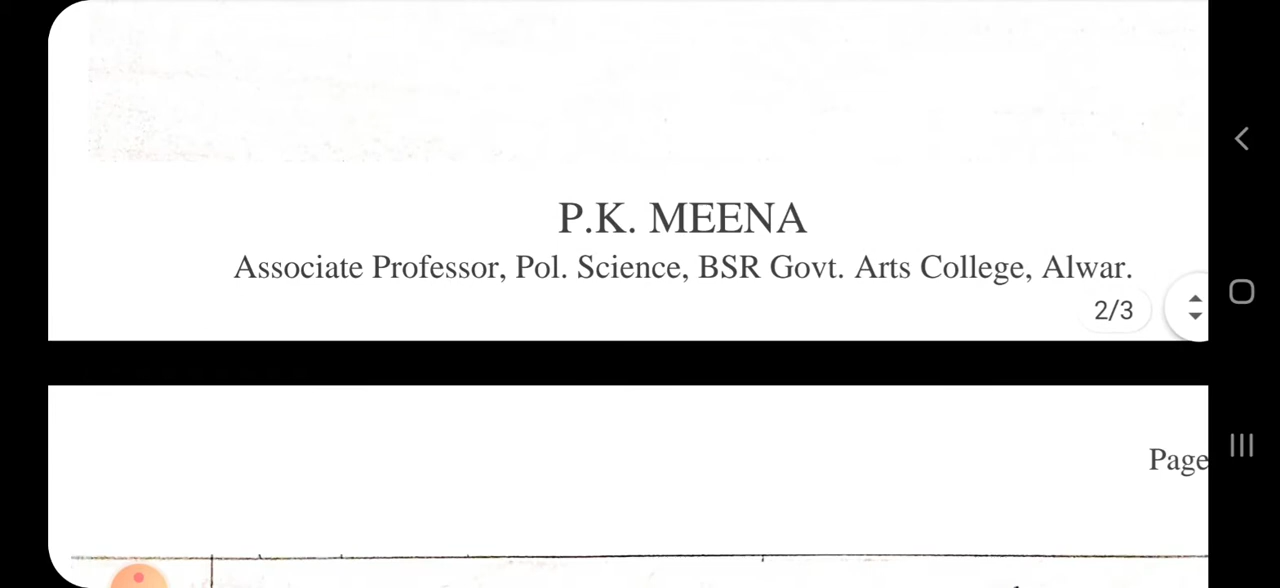 P.K. MEENA
Associate Professor, Pol. Science, BSR Govt. Arts College, Alwar.
2/3
Page